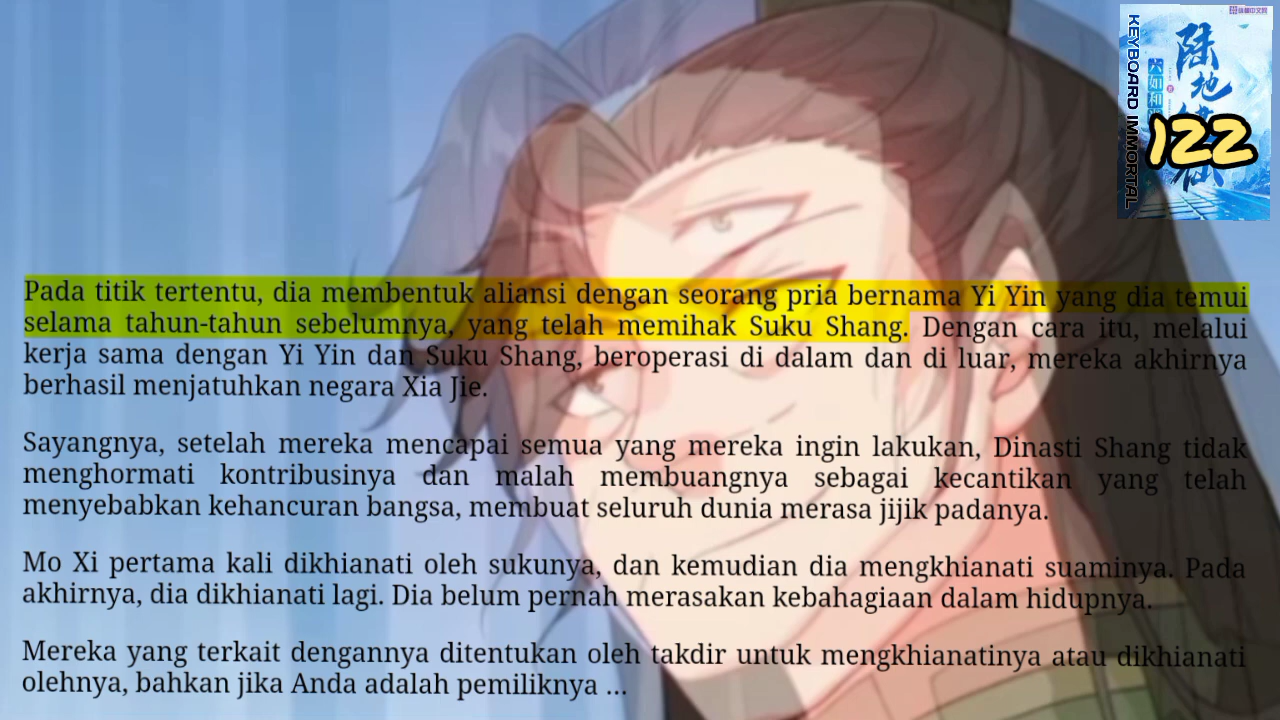 KEYBOARD IMMORTAL
陆地
122
Pada titik tertentu, dia membentuk aliansi dengan seorang pria bernama Yi Yin yang dia temui
selama tahun-tahun sebelumnya, yang telah memihak Suku Shang. Dengan cara itu, melalui
kerja sama dengan Yi Yin dan Suku Shang, beroperasi di dalam dan di luar, mereka akhirnya
berhasil menjatuhkan negara Xia Jie.
Sayangnya, setelah mereka mencapai semua yang mereka ingin lakukan, Dinasti Shang tidak
menghormati kontribusinya dan malah membuangnya sebagai kecantikan yang telah
menyebabkan kehancuran bangsa, membuat seluruh dunia merasa jijik padanya.
Mo Xi pertama kali dikhianati oleh sukunya, dan kemudian dia mengkhianati suaminya. Pada
akhirnya, dia dikhianati lagi. Dia belum pernah merasakan kebahagiaan dalam hidupnya.
Mereka yang terkait dengannya ditentukan oleh takdir untuk mengkhianatinya atau dikhianati
olehnya, bahkan jika Anda adalah pemiliknya ...